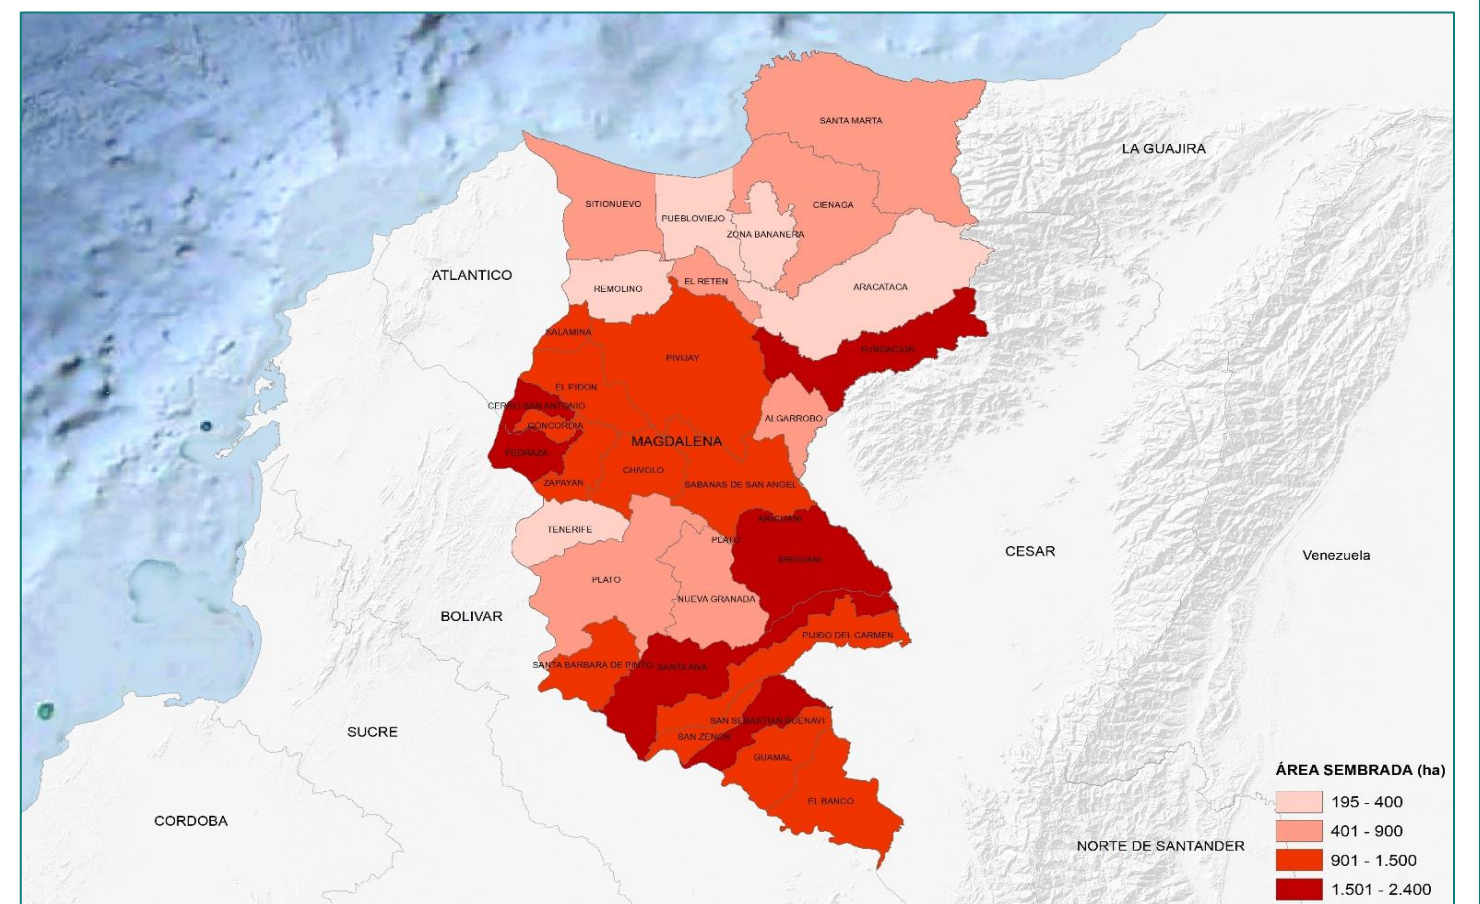 SANTA MARTA
LA GUAJIRA
SITIONUEVO
CIENAGA
PUEBLOVIEJO
ZONA BANANERA
ATLANTICO
REMOLINO
EL RETEN
ARACATACA
SALAMINA
FUNDACION
PIVIJAY
EL PIÑON
CERRO SAN ANTONIO
ALGARROBO
CONCORDIA
MAGDALENA
PEDRAZA
CHIVOLO
ZAPAYAN
SABANAS DE SAN ANGEL
ARIGUANI
TENERIFE
PLATO
CESAR
Venezuela
ARIGUANI
PLATO
NUEVA GRANADA
BOLIVAR
PIJIÑO DEL CARMEN
SANTA BARBARA DE PINTO
SANTA ANA
SAN SEBASTIAN BUENAVI
SUCRE
SAN ZENON
GUAMAL
ÁREA SEMBRADA (ha)
EL BANCO
195 - 400
CORDOBA
401 - 900
NORTE DE SANTANDER
901 - 1.500
1.501 - 2.400